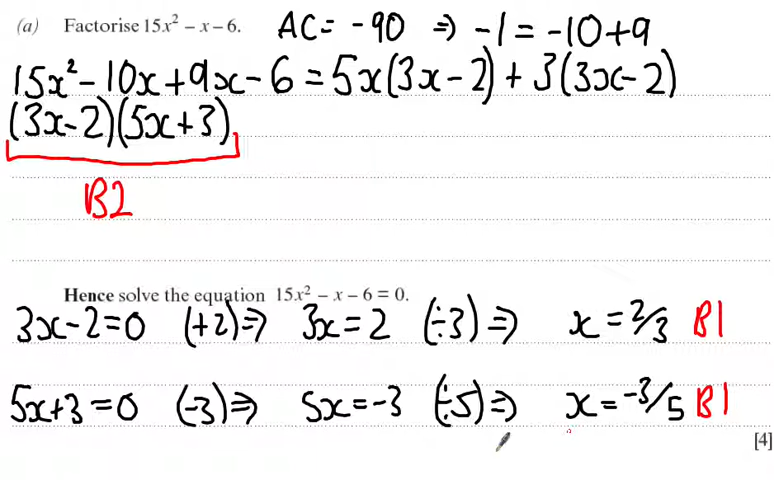 (a) Factorise 15x² – x – 6. AC = -90 ⇒ -1 = -10+9
15x² - 10x + 9x - 6 = 5x(3x - 2) + 3(3x - 2)
(3x-2)(5x+3)
B2
Hence solve the equation 15x² – x – 6 = 0.
3x-2=0 (+2)⇒ 3x=2 (÷3)⇒ x=2/3 B1
5x+3=0 (-3)⇒ 5x=-3 (÷5)⇒ x=-3/5 B1
[4]